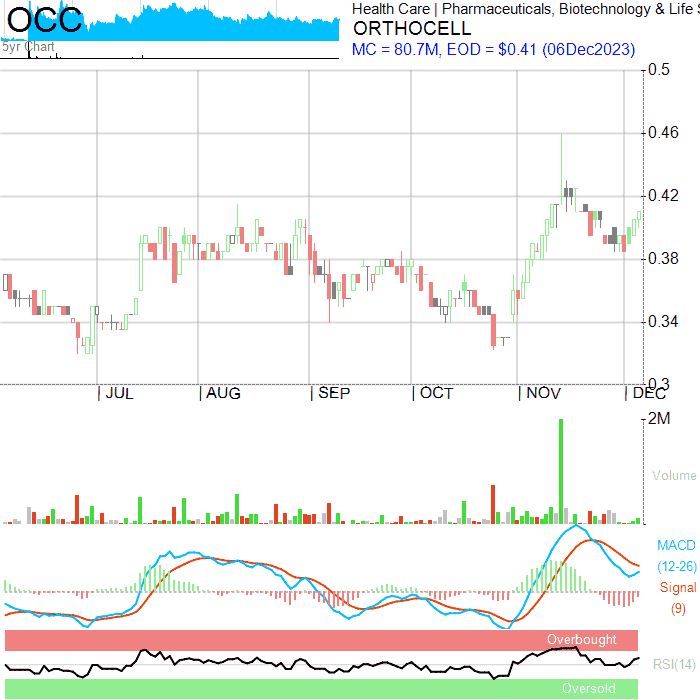 OCC
5yr Chart
Health Care | Pharmaceuticals, Biotechnology & Life S
ORTHOCELL
MC = 80.7M, EOD = $0.41 (06Dec2023)
0.5
0.46
0.42
0.38
0.34
0.3
JUL AUG SEP OCT NOV DEC
2M
Volume
MACD
(12-26)
Signal
(9)
Overbought
RSI(14)
Oversold